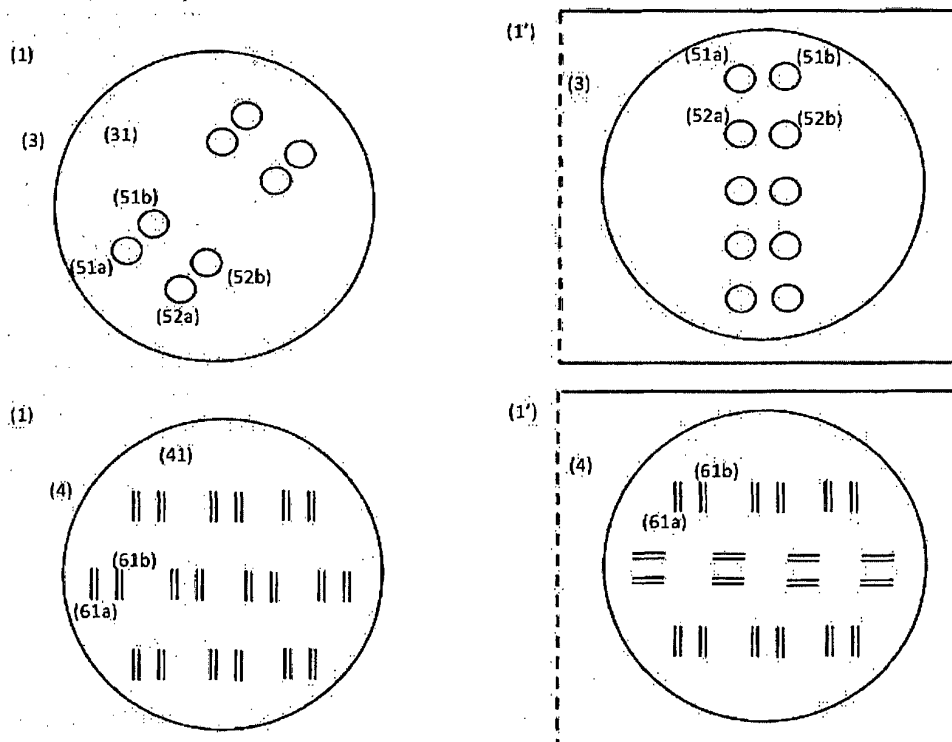 (1)
(3)
(31)
(51b)
(51a)
(52b)
(52a)
(1')
(3)
(51a)
(51b)
(52a)
(52b)
(1)
(4)
(41)
(61b)
(61a)
(1')
(4)
(61b)
(61a)